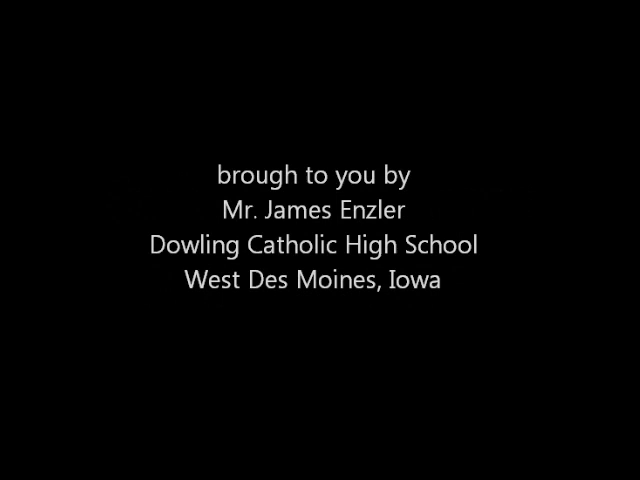 brough to you by
Mr. James Enzler
Dowling Catholic High School
West Des Moines, Iowa